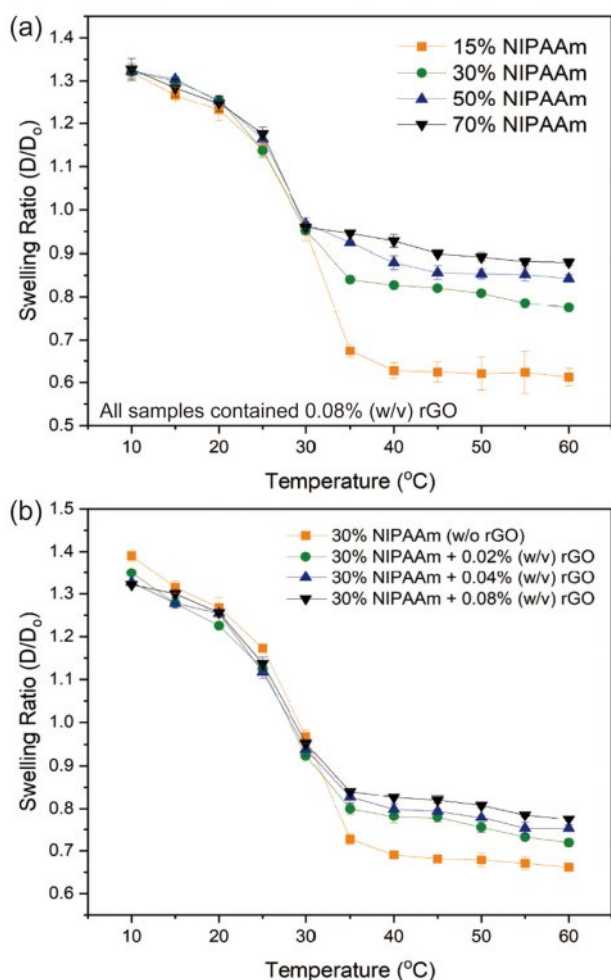 (a)
1.4
1.3
1.2
1.1
1.0
0.9
0.8
0.7
0.6
0.5
Swelling Ratio (D/Do)
15% NIPAAm
30% NIPAAm
50% NIPAAm
70% NIPAAm
All samples contained 0.08% (w/v) rGO
10 20 30 40 50 60
Temperature (oC)
(b)
1.5
1.4
1.3
1.2
1.1
1.0
0.9
0.8
0.7
0.6
Swelling Ratio (D/Do)
30% NIPAAm (w/o rGO)
30% NIPAAm + 0.02% (w/v) rGO
30% NIPAAm + 0.04% (w/v) rGO
30% NIPAAm + 0.08% (w/v) rGO
10 20 30 40 50 60
Temperature (oC)